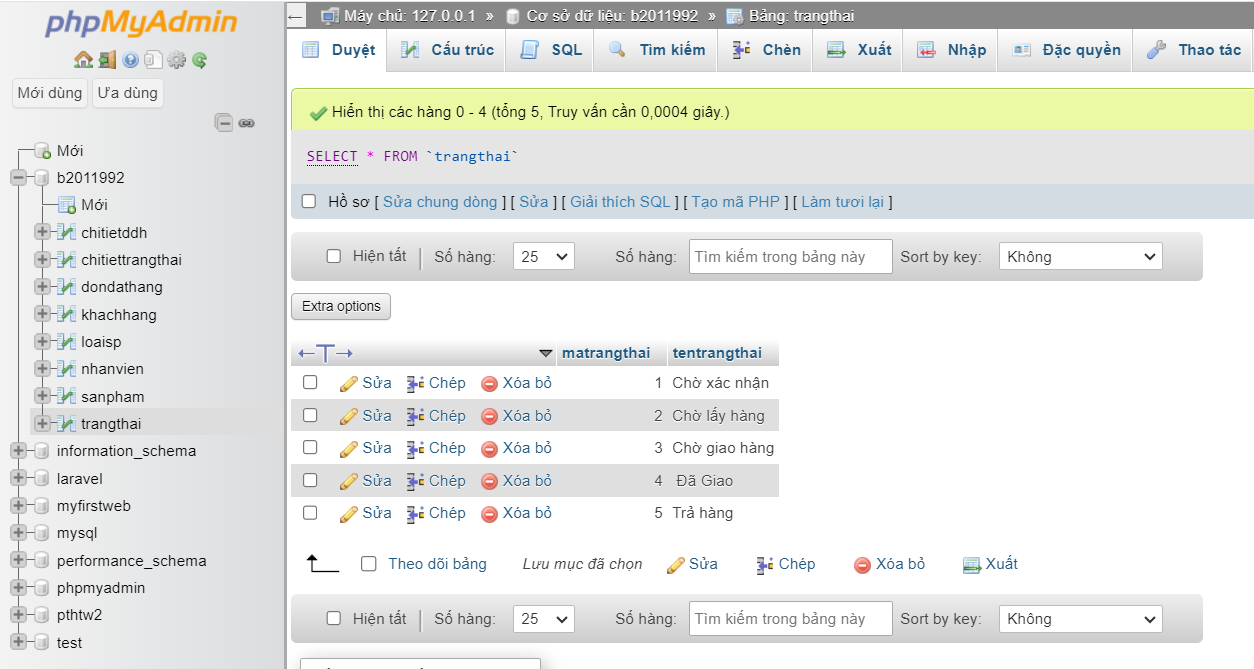 phpMyAdmin
Mới dùng Ưa dùng
Mới
b2011992
Mới
chitietddh
chitiettrangthai
dondathang
khachhang
loaisp
nhanvien
sanpham
trangthai
information_schema
laravel
myfirstweb
mysql
performance_schema
phpmyadmin
pthtw2
test
Máy chủ: 127.0.0.1 » Cơ sở dữ liệu: b2011992 » Bảng: trangthai
Duyệt Cấu trúc SQL Tìm kiếm Chèn Xuất Nhập Đặc quyền Thao tác
Hiển thị các hàng 0 - 4 (tổng 5, Truy vấn cần 0,0004 giây.)
SELECT * FROM `trangthai`
Hồ sơ [ Sửa chung dòng ] [ Sửa ] [ Giải thích SQL ] [ Tạo mã PHP ] [ Làm tươi lại ]
Hiện tất Số hàng: 25 Số hàng: Tìm kiếm trong bảng này Sort by key: Không
Extra options
←T→ matrangthai tentrangthai
Sửa Chép Xóa bỏ 1 Chờ xác nhận
Sửa Chép Xóa bỏ 2 Chờ lấy hàng
Sửa Chép Xóa bỏ 3 Chờ giao hàng
Sửa Chép Xóa bỏ 4 Đã Giao
Sửa Chép Xóa bỏ 5 Trả hàng
Theo dõi bảng Lưu mục đã chọn Sửa Chép Xóa bỏ Xuất
Hiện tất Số hàng: 25 Số hàng: Tìm kiếm trong bảng này Sort by key: Không